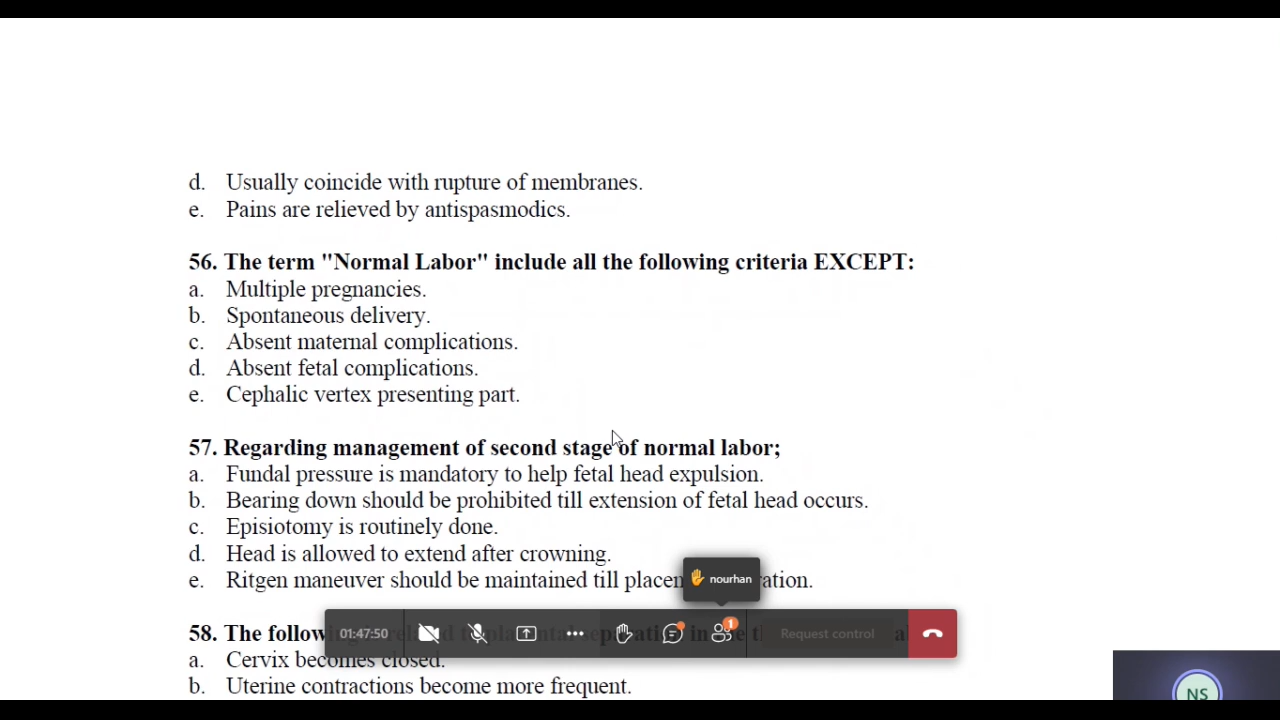 d. Usually coincide with rupture of membranes.
e. Pains are relieved by antispasmodics.
56. The term "Normal Labor" include all the following criteria EXCEPT:
a. Multiple pregnancies.
b. Spontaneous delivery.
c. Absent maternal complications.
d. Absent fetal complications.
e. Cephalic vertex presenting part.
57. Regarding management of second stage of normal labor;
a. Fundal pressure is mandatory to help fetal head expulsion.
b. Bearing down should be prohibited till extension of fetal head occurs.
c. Episiotomy is routinely done.
d. Head is allowed to extend after crowning.
e. Ritgen maneuver should be maintained till
nourhan
58. The
01:47:50
1
Request control
a. Cervix becomes closed.
b. Uterine contractions become more frequent.
NS